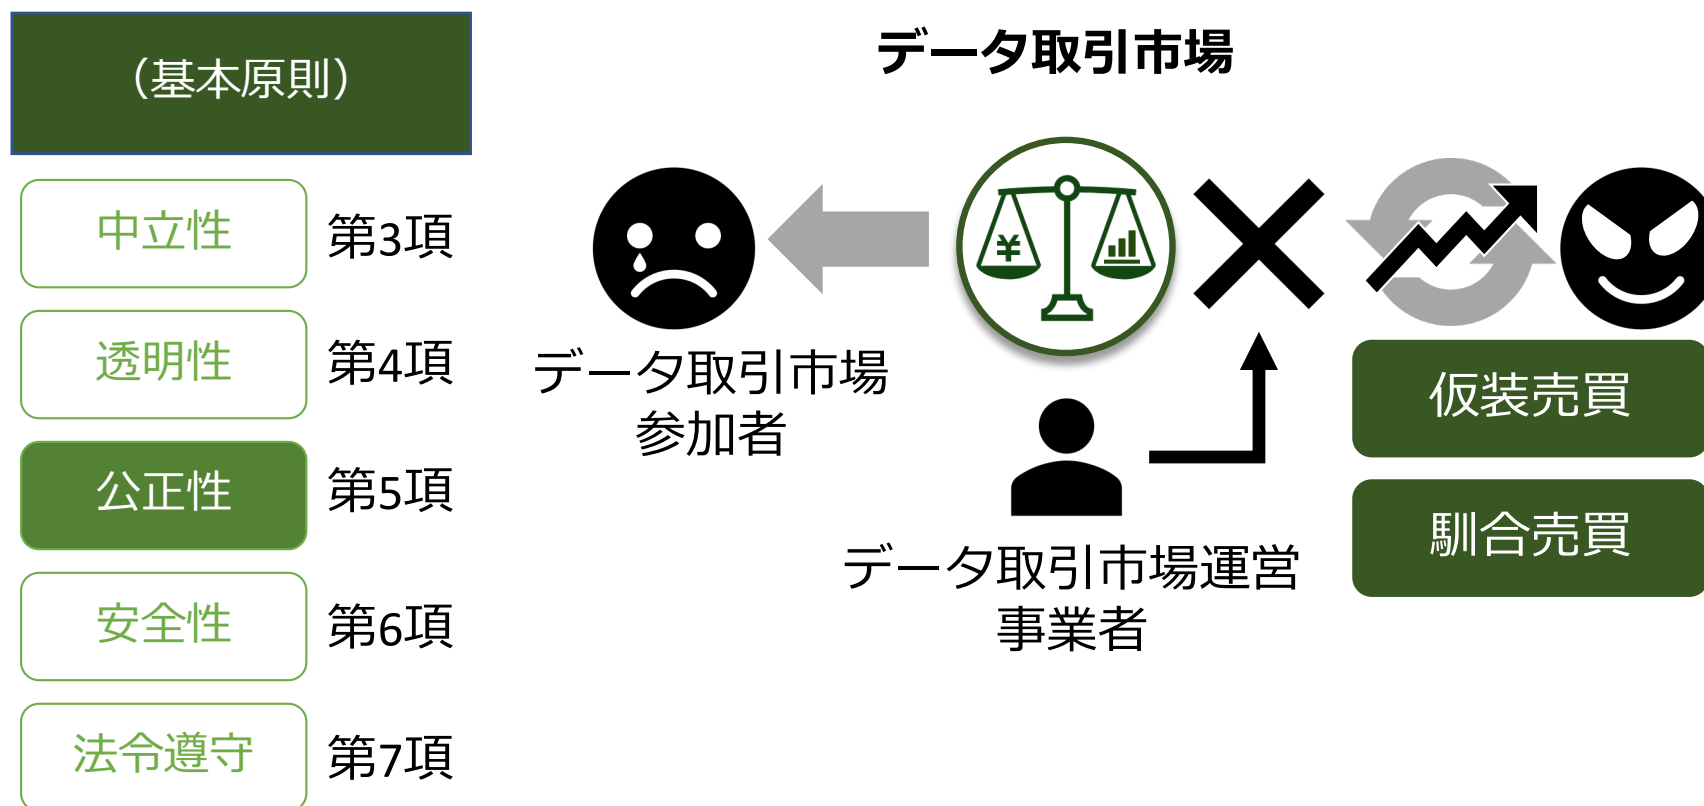 （基本原則）
中立性 第3項
透明性 第4項
公正性 第5項
安全性 第6項
法令遵守 第7項
データ取引市場
¥
データ取引市場
参加者
データ取引市場運営
事業者
仮装売買
馴合売買